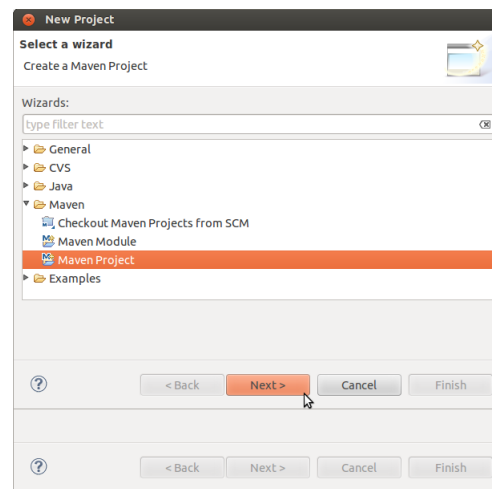 New Project
Select a wizard
Create a Maven Project
Wizards:
type filter text
General
CVS
Java
Maven
Checkout Maven Projects from SCM
Maven Module
Maven Project
Examples
? < Back Next > Cancel Finish
? < Back Next > Cancel Finish